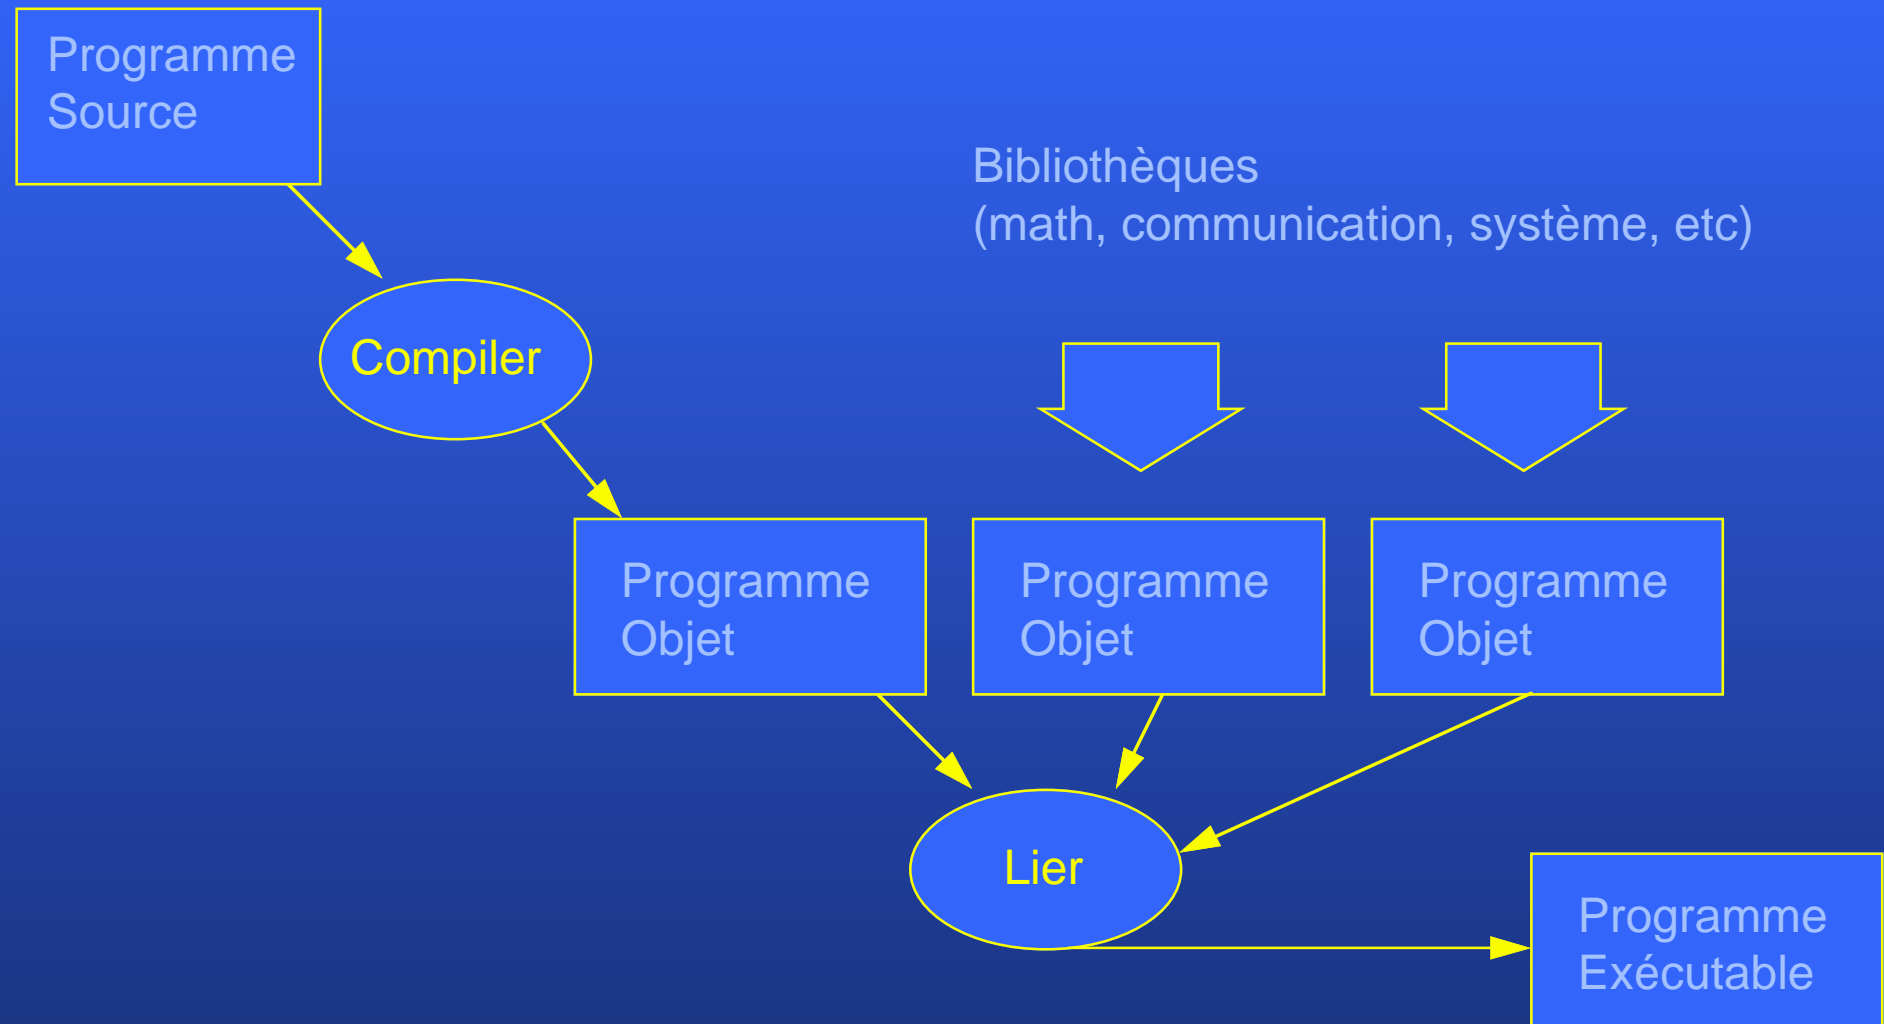 Programme
Source
Bibliothèques
(math, communication, système, etc)
Compiler
Programme
Objet
Programme
Objet
Programme
Objet
Lier
Programme
Exécutable